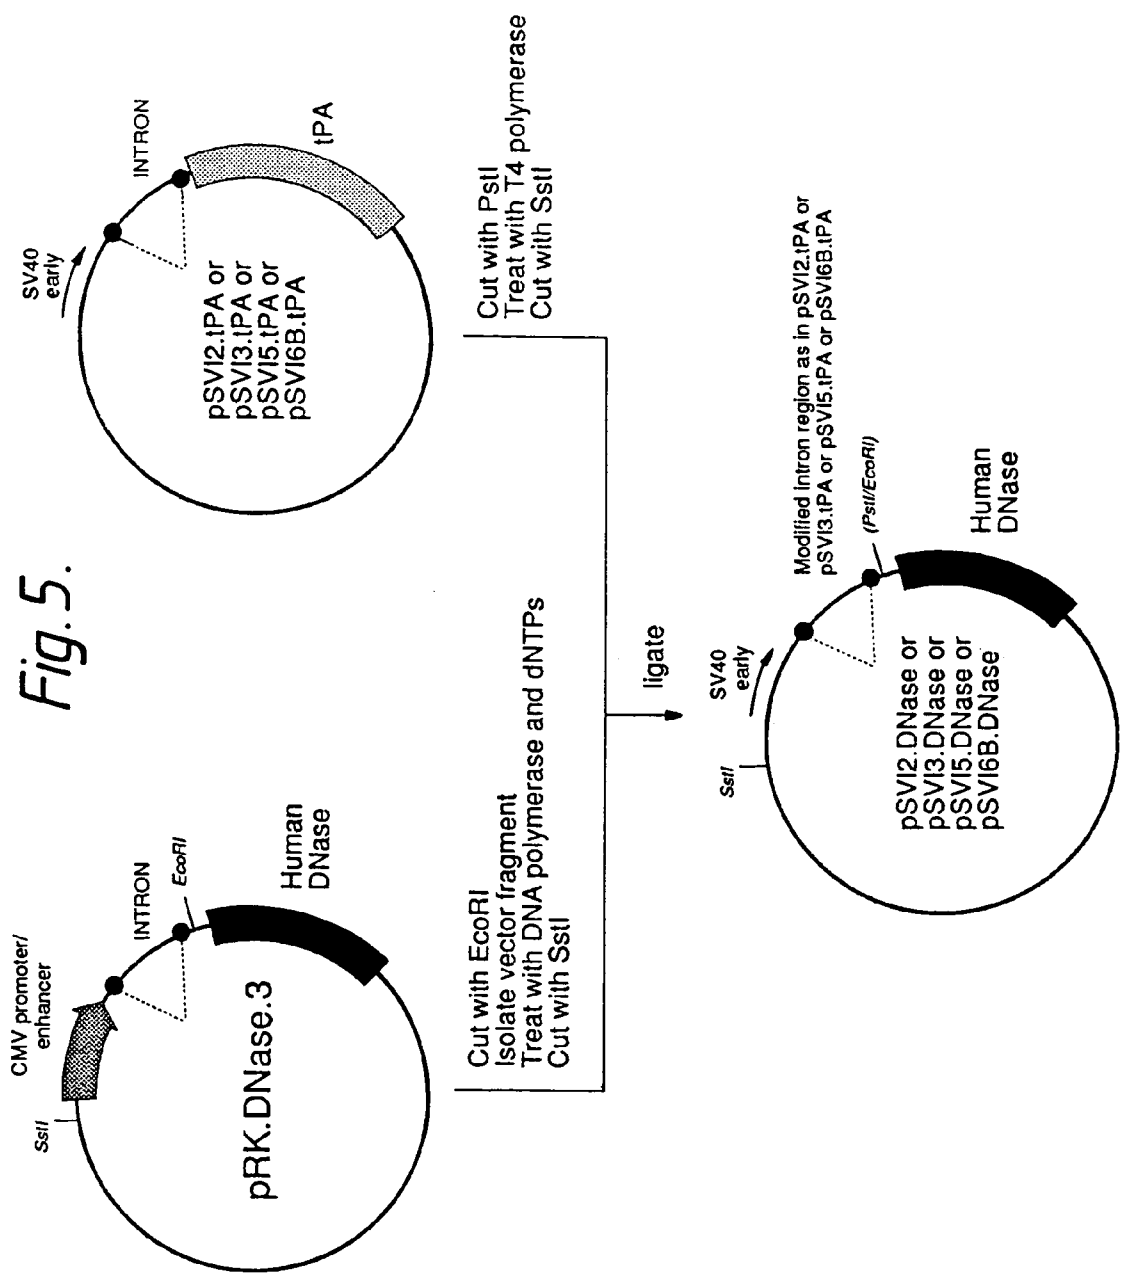 Fig. 5.
CMV promoter/
enhancer
SstI
INTRON
EcoRI
Human
DNase
pRK.DNase.3
SV40
early
INTRON
tPA
pSVI2.tPA or
pSVI3.tPA or
pSVI5.tPA or
pSVI6B.tPA
Cut with EcoRI
Isolate vector fragment
Treat with DNA polymerase and dNTPs
Cut with SstI
Cut with PstI
Treat with T4 polymerase
Cut with SstI
ligate
SstI
SV40
early
Modified intron region as in pSVI2.tPA or
pSVI3.tPA or pSVI5.tPA or pSVI6B.tPA
(PstI/EcoRI)
Human
DNase
pSVI2.DNase or
pSVI3.DNase or
pSVI5.DNase or
pSVI6B.DNase